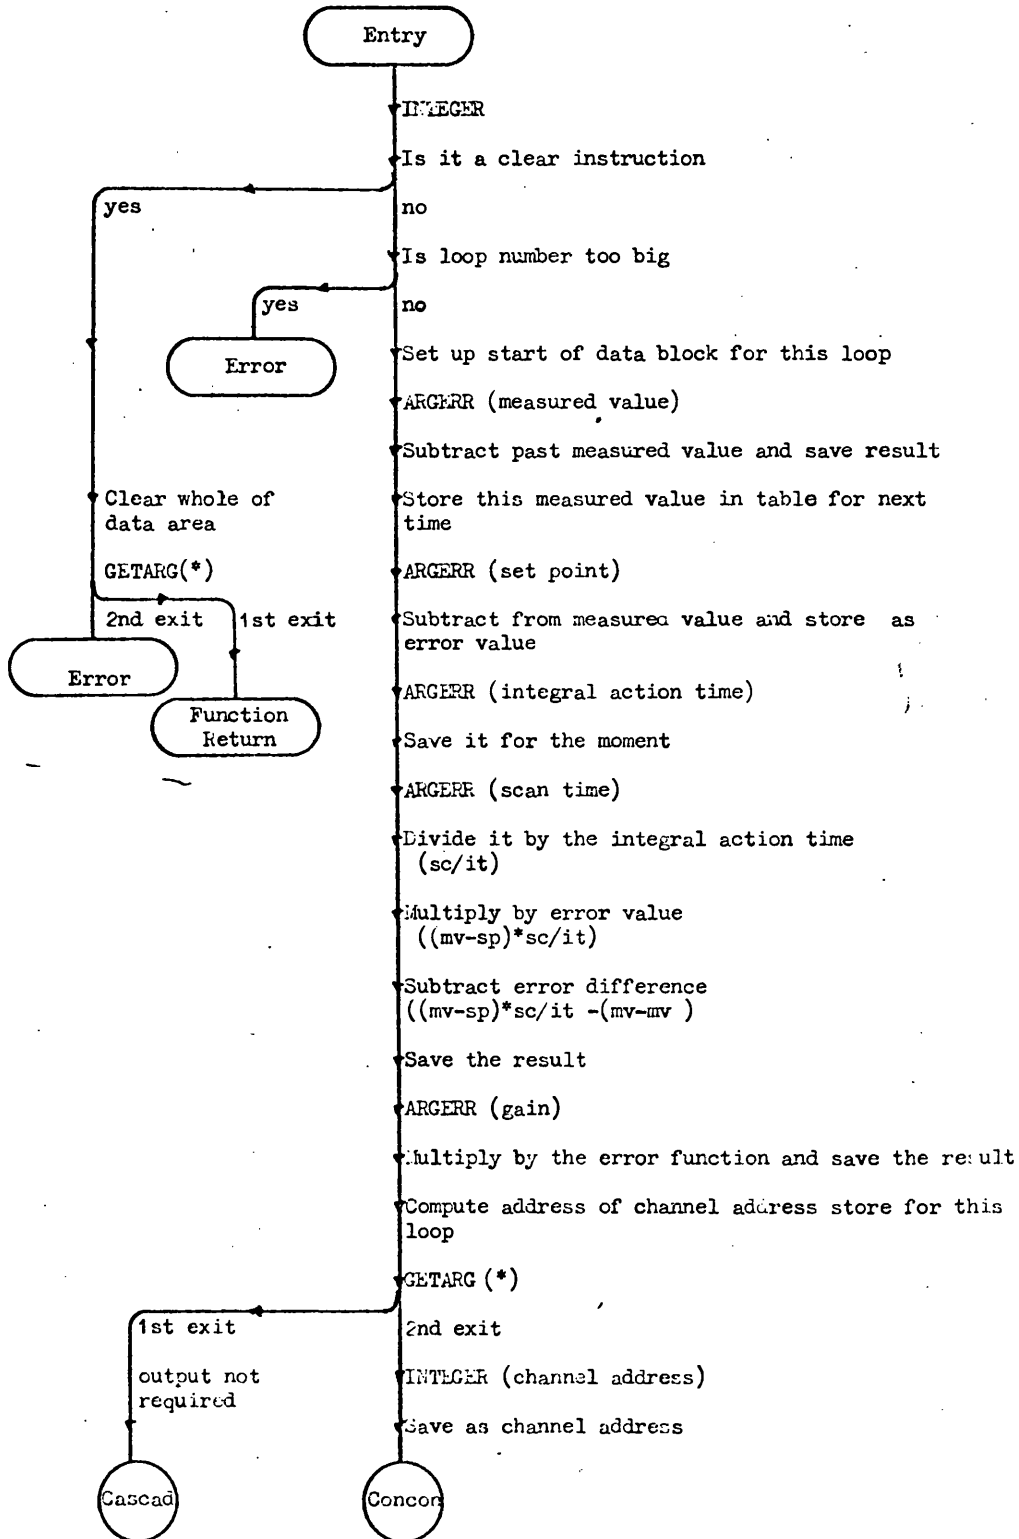 Entry
INTEGER
Is it a clear instruction
yes
no
Is loop number too big
yes
no
Error
Set up start of data block for this loop
ARGERR (measured value)
Subtract past measured value and save result
Clear whole of
data area
Store this measured value in table for next
time
GETARG(*)
ARGERR (set point)
2nd exit
1st exit
Subtract from measured value and store as
error value
Error
Function
Return
ARGERR (integral action time)
Save it for the moment
ARGERR (scan time)
Divide it by the integral action time
(sc/it)
Multiply by error value
((mv-sp)*sc/it)
Subtract error difference
((mv-sp)*sc/it -(mv-mv )
Save the result
ARGERR (gain)
Multiply by the error function and save the result
Compute address of channel address store for this
loop
GETARG (*)
1st exit
2nd exit
output not
required
INTEGER (channel address)
Save as channel address
Cascad
Concon